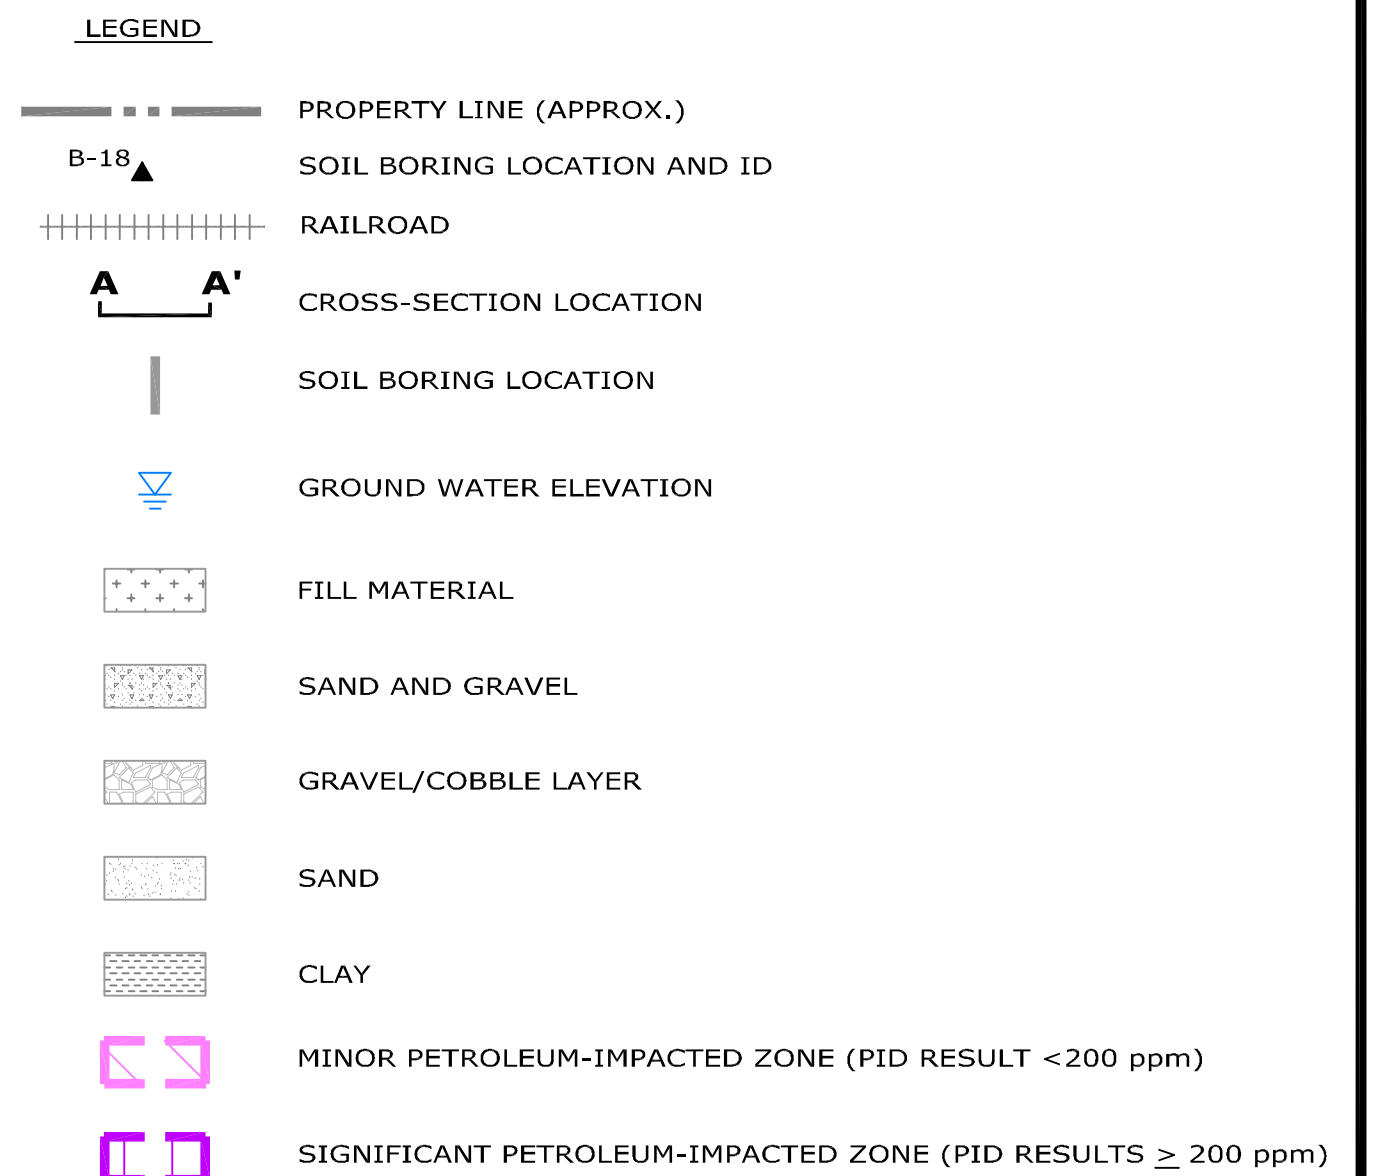 LEGEND
PROPERTY LINE (APPROX.)
B-18 SOIL BORING LOCATION AND ID
RAILROAD
A A'
CROSS-SECTION LOCATION
SOIL BORING LOCATION
GROUND WATER ELEVATION
FILL MATERIAL
SAND AND GRAVEL
GRAVEL/COBBLE LAYER
SAND
CLAY
MINOR PETROLEUM-IMPACTED ZONE (PID RESULT <200 ppm)
SIGNIFICANT PETROLEUM-IMPACTED ZONE (PID RESULTS ≥ 200 ppm)